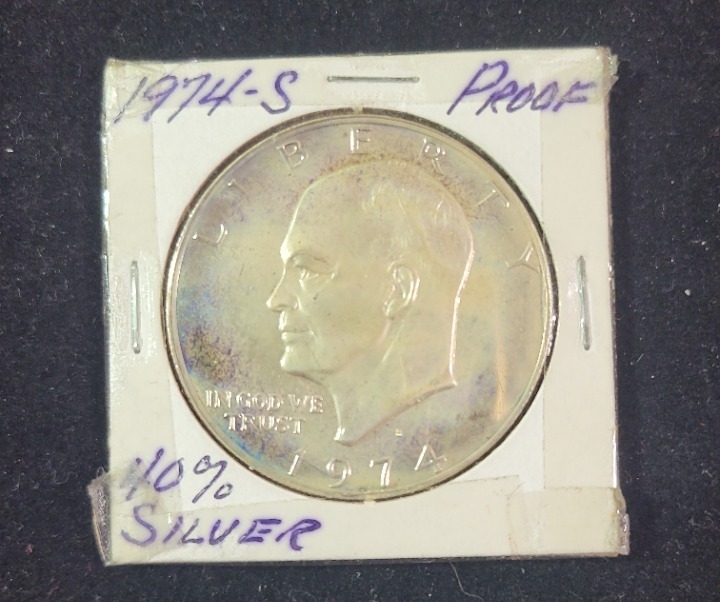 1974-S PROOF
LIBERTY
IN GOD WE
TRUST
S
1974
40%
SILVER